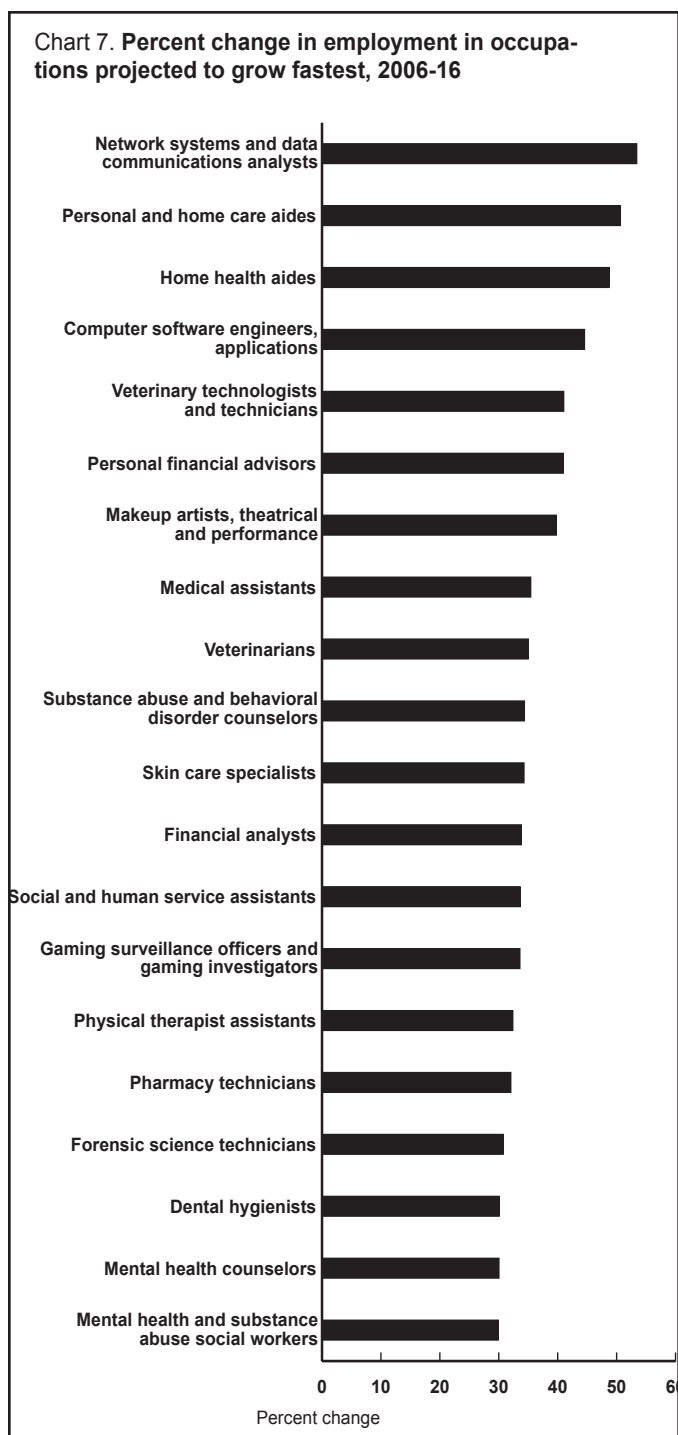 Chart 7. Percent change in employment in occupa-
tions projected to grow fastest, 2006-16
Network systems and data
communications analysts
Personal and home care aides
Home health aides
Computer software engineers,
applications
Veterinary technologists
and technicians
Personal financial advisors
Makeup artists, theatrical
and performance
Medical assistants
Veterinarians
Substance abuse and behavioral
disorder counselors
Skin care specialists
Financial analysts
Social and human service assistants
Gaming surveillance officers and
gaming investigators
Physical therapist assistants
Pharmacy technicians
Forensic science technicians
Dental hygienists
Mental health counselors
Mental health and substance
abuse social workers
0 10 20 30 40 50 60
Percent change